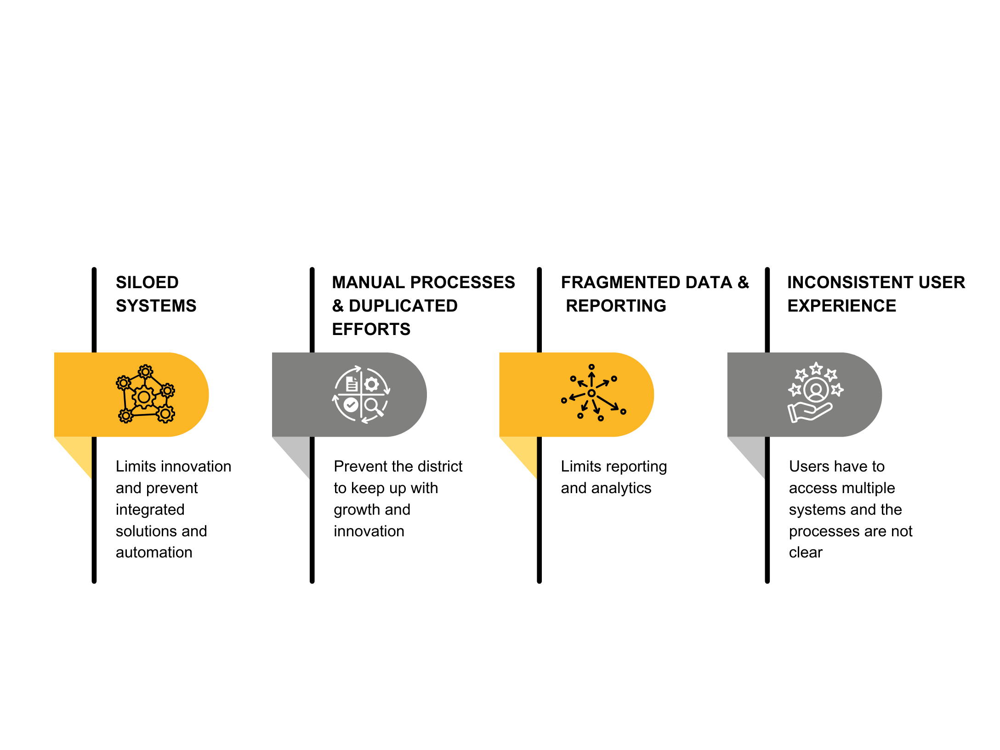 SILOED
SYSTEMS
Limits innovation
and prevent
integrated
solutions and
automation
MANUAL PROCESSES
& DUPLICATED
EFFORTS
Prevent the district
to keep up with
growth and
innovation
FRAGMENTED DATA &
REPORTING
Limits reporting
and analytics
INCONSISTENT USER
EXPERIENCE
Users have to
access multiple
systems and the
processes are not
clear